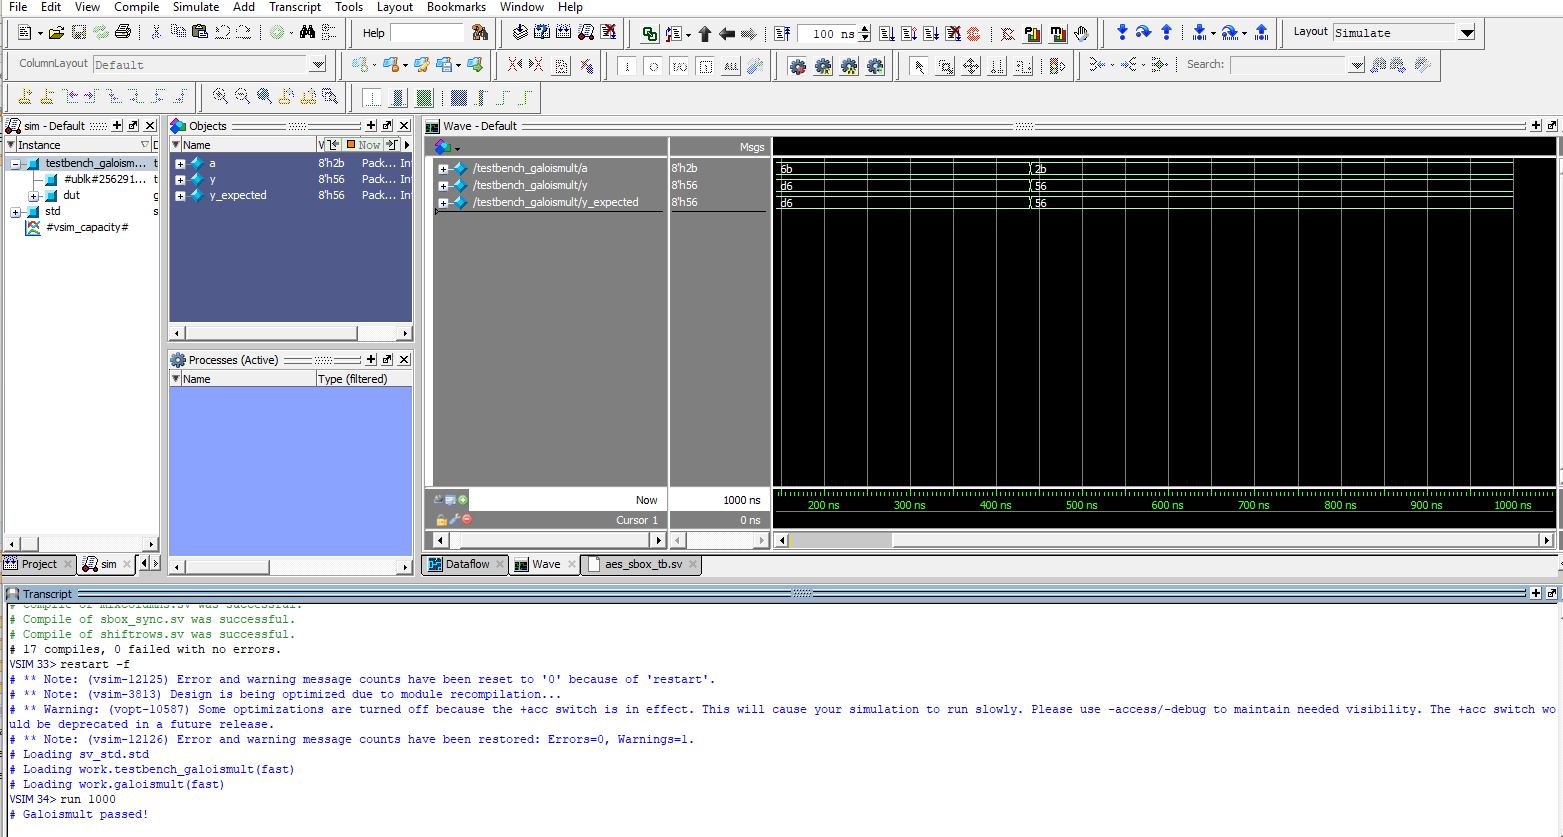 File Edit View Compile Simulate Add Transcript Tools Layout Bookmarks Window Help
Help 100 ns Layout Simulate
ColumnLayout Default Search:
sim - Default
Instance
testbench_galoism... t
#ublk#256291... t
dut g
std s
#vsim_capacity#
Objects
Name V Now
a 8'h2b Pack... In
y 8'h56 Pack... In
y_expected 8'h56 Pack... In
Processes (Active)
Name Type (filtered)
Wave - Default
Msgs
/testbench_galoismult/a 8'h2b 6b 2b
/testbench_galoismult/y 8'h56 d6 56
/testbench_galoismult/y_expected 8'h56 d6 56
Now 1000 ns
200 ns 300 ns 400 ns 500 ns 600 ns 700 ns 800 ns 900 ns 1000 ns
Cursor 1 0 ns
Project sim
Dataflow Wave aes_sbox_tb.sv
Transcript
# Compile of mixcolumns.sv was successful.
# Compile of sbox_sync.sv was successful.
# Compile of shiftrows.sv was successful.
# 17 compiles, 0 failed with no errors.
VSIM 33> restart -f
# ** Note: (vsim-12125) Error and warning message counts have been reset to '0' because of 'restart'.
# ** Note: (vsim-3813) Design is being optimized due to module recompilation...
# ** Warning: (vopt-10587) Some optimizations are turned off because the +acc switch is in effect. This will cause your simulation to run slowly. Please use -access/-debug to maintain needed visibility. The +acc switch wo
uld be deprecated in a future release.
# ** Note: (vsim-12126) Error and warning message counts have been restored: Errors=0, Warnings=1.
# Loading sv_std.std
# Loading work.testbench_galoismult(fast)
# Loading work.galoismult(fast)
VSIM 34> run 1000
# Galoismult passed!